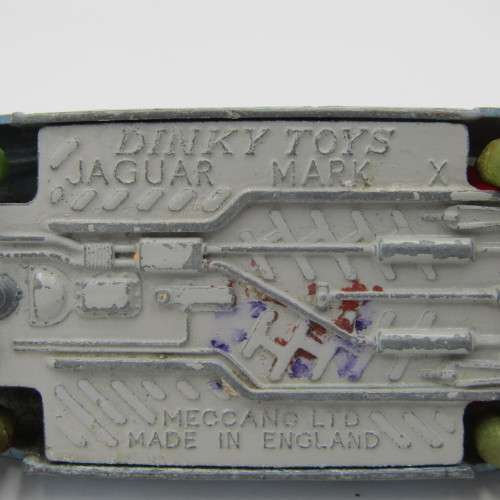 DINKY TOYS
JAGUAR MARK X
MECCANO LTD
MADE IN ENGLAND